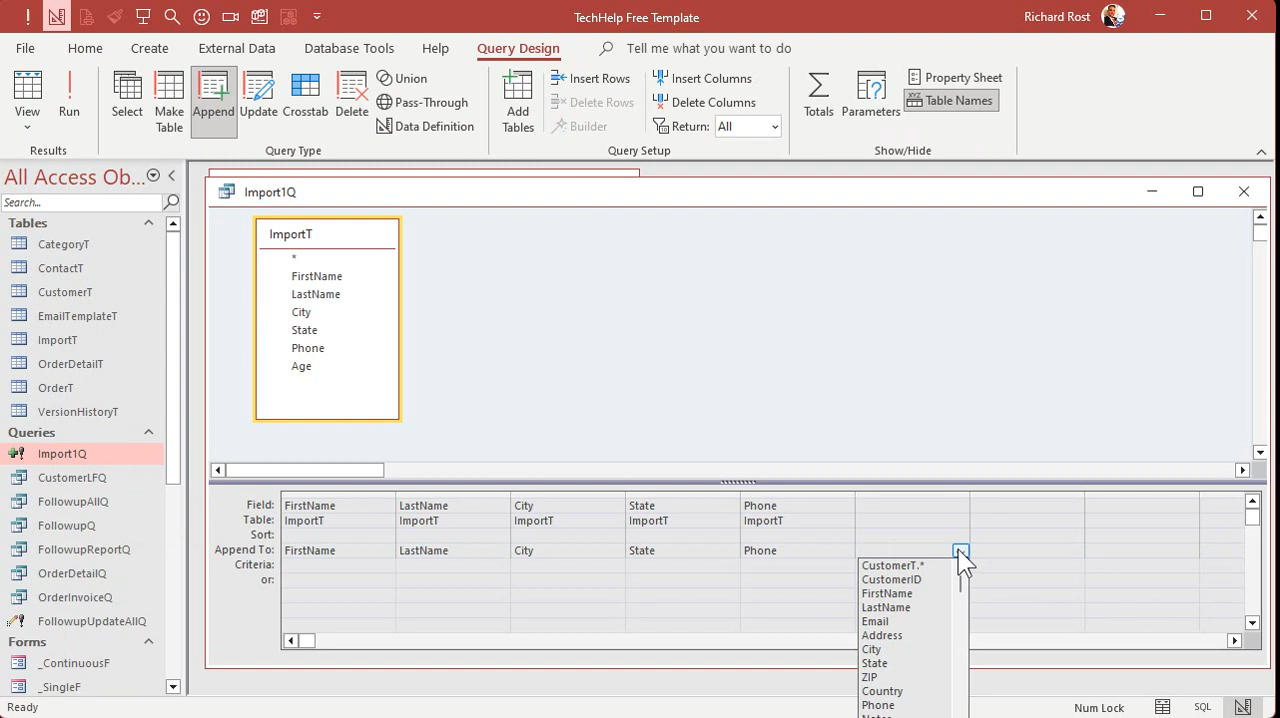 TechHelp Free Template
Richard Rost
File Home Create External Data Database Tools Help Query Design Tell me what you want to do
View
Run
Select
Make Table
Append
Update
Crosstab
Delete
Union
Pass-Through
Data Definition
Add Tables
Insert Rows
Delete Rows
Builder
Insert Columns
Delete Columns
Return: All
Totals
Parameters
Property Sheet
Table Names
Results Query Type Query Setup Show/Hide
All Access Ob...
Search...
Tables
CategoryT
ContactT
CustomerT
EmailTemplateT
ImportT
OrderDetailT
OrderT
VersionHistoryT
Queries
Import1Q
CustomerLFQ
FollowupAllQ
FollowupQ
FollowupReportQ
OrderDetailQ
OrderInvoiceQ
FollowupUpdateAllQ
Forms
_ContinuousF
_SingleF
Import1Q
ImportT
*
FirstName
LastName
City
State
Phone
Age
Field: FirstName LastName City State Phone
Table: ImportT ImportT ImportT ImportT ImportT
Sort:
Append To: FirstName LastName City State Phone
Criteria:
or:
CustomerT.*
CustomerID
FirstName
LastName
Email
Address
City
State
ZIP
Country
Phone
Ready
Num Lock
SQL